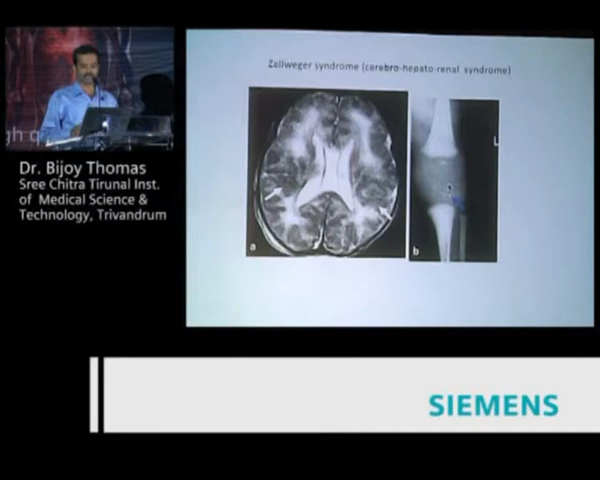 Zellweger syndrome (cerebro-hepato-renal syndrome)
L
a
b
gh q
Dr. Bijoy Thomas
Sree Chitra Tirunal Inst.
of Medical Science &
Technology, Trivandrum
SIEMENS